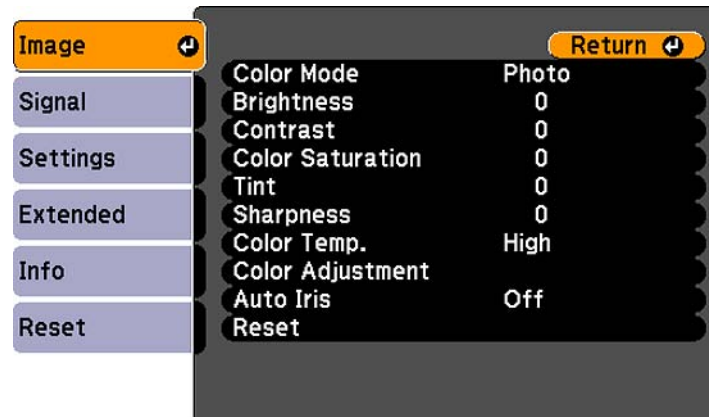 Image
Signal
Settings
Extended
Info
Reset
Return
Color Mode Photo
Brightness 0
Contrast 0
Color Saturation 0
Tint 0
Sharpness 0
Color Temp. High
Color Adjustment
Auto Iris Off
Reset